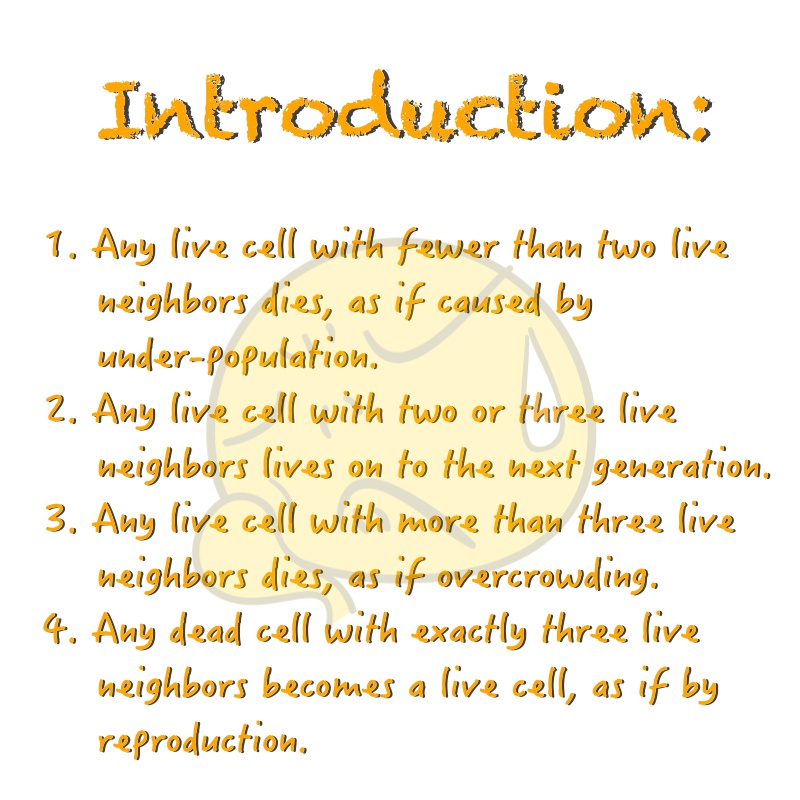 Introduction:
1. Any live cell with fewer than two live
neighbors dies, as if caused by
under-population.
2. Any live cell with two or three live
neighbors lives on to the next generation.
3. Any live cell with more than three live
neighbors dies, as if overcrowding.
4. Any dead cell with exactly three live
neighbors becomes a live cell, as if by
reproduction.